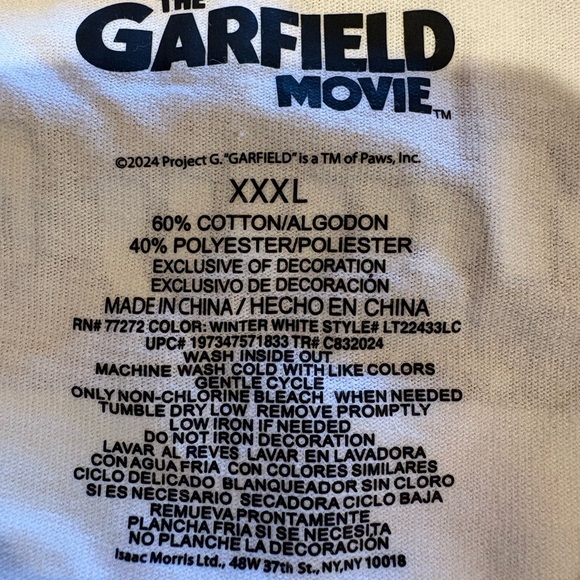 THE
GARFIELD
MOVIE™
©2024 Project G. "GARFIELD" is a TM of Paws, Inc.
XXXL
60% COTTON/ALGODON
40% POLYESTER/POLIESTER
EXCLUSIVE OF DECORATION
EXCLUSIVO DE DECORACIÓN
MADE IN CHINA / HECHO EN CHINA
RN# 77272 COLOR: WINTER WHITE STYLE# LT22433LC
UPC# 197347571833 TR# C832024
WASH INSIDE OUT
MACHINE WASH COLD WITH LIKE COLORS
GENTLE CYCLE
ONLY NON-CHLORINE BLEACH WHEN NEEDED
TUMBLE DRY LOW REMOVE PROMPTLY
LOW IRON IF NEEDED
DO NOT IRON DECORATION
LAVAR AL REVES LAVAR EN LAVADORA
CON AGUA FRIA CON COLORES SIMILARES
CICLO DELICADO BLANQUEADOR SIN CLORO
SI ES NECESARIO SECADORA CICLO BAJA
REMUEVA PRONTAMENTE
PLANCHA FRIA SI SE NECESITA
NO PLANCHE LA DECORACIÓN
Isaac Morris Ltd., 48W 37th St., NY, NY 10018